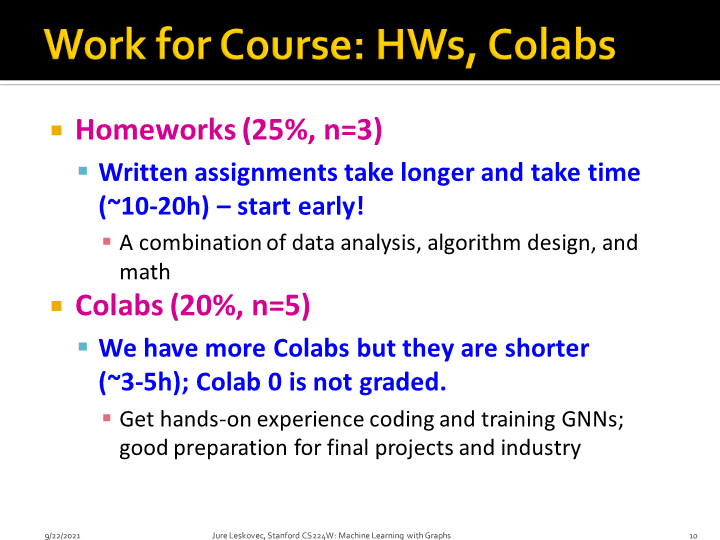 Work for Course: HWs, Colabs
Homeworks (25%, n=3)
Written assignments take longer and take time
(~10-20h) – start early!
A combination of data analysis, algorithm design, and
math
Colabs (20%, n=5)
We have more Colabs but they are shorter
(~3-5h); Colab 0 is not graded.
Get hands-on experience coding and training GNNs;
good preparation for final projects and industry
9/22/2021
Jure Leskovec, Stanford CS224W: Machine Learning with Graphs
10